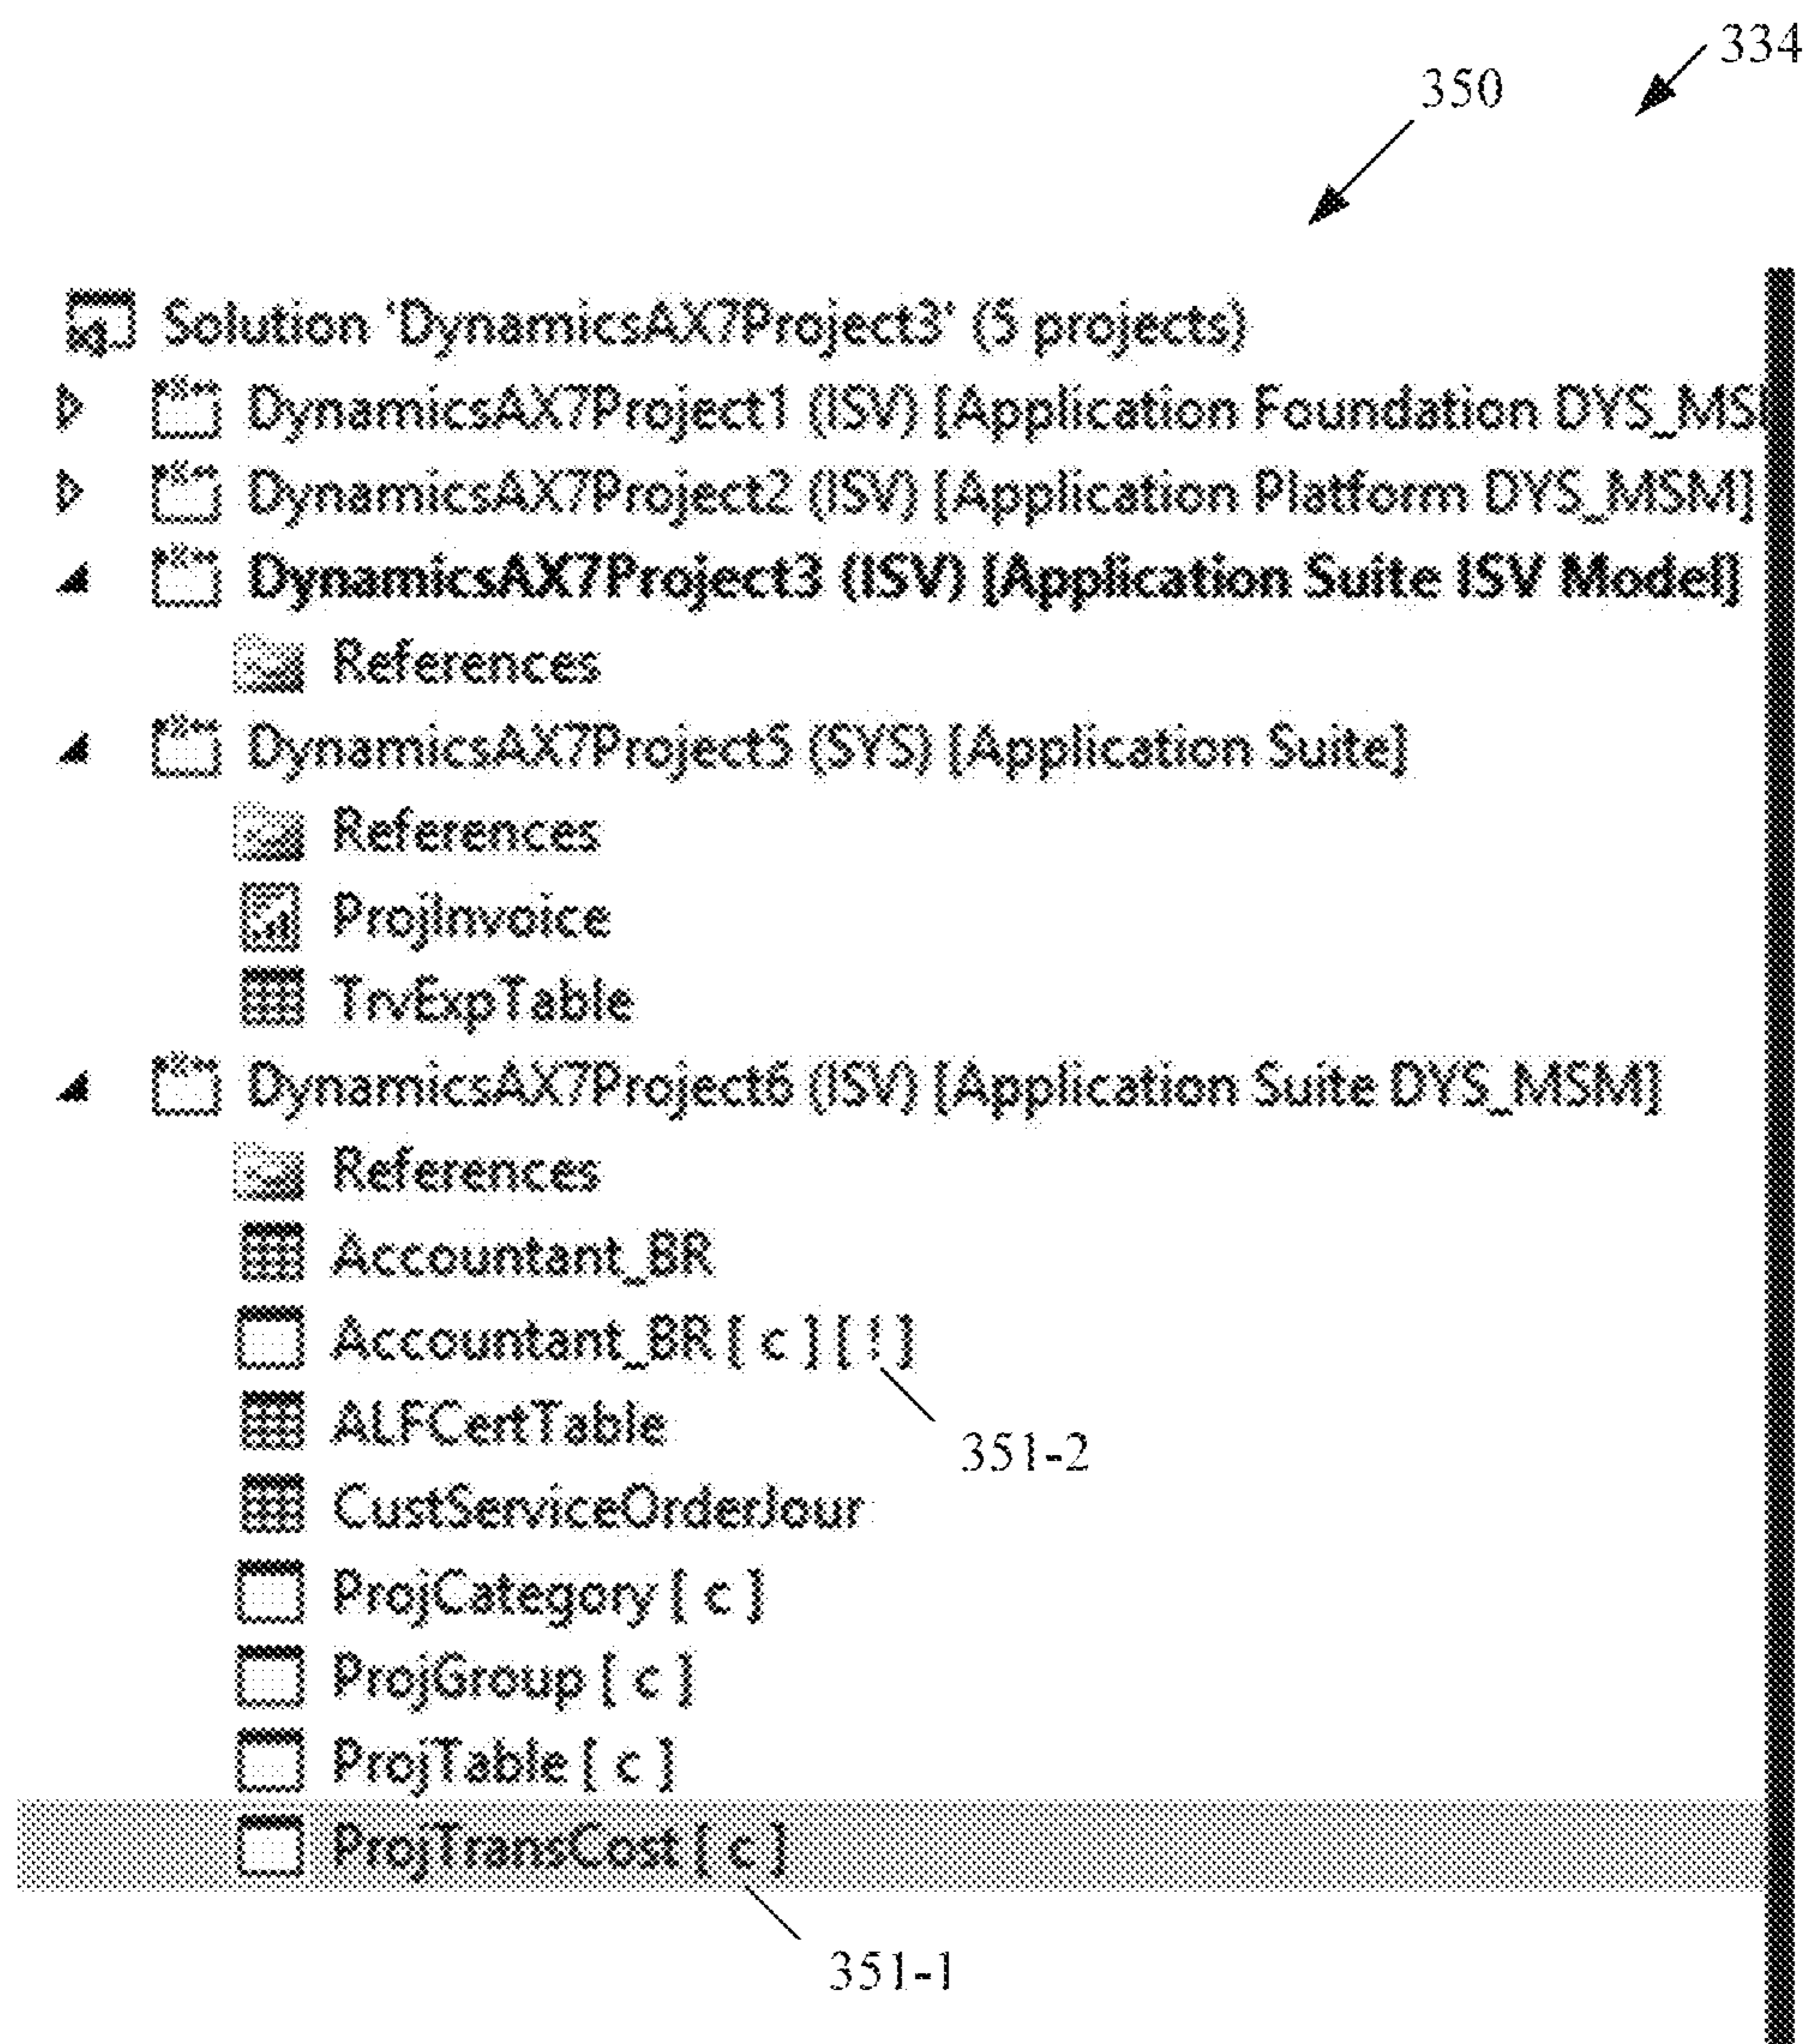 334
350
Solution 'DynamicsAX7Project3' (5 projects)
DynamicsAX7Project1 (ISV) [Application Foundation DYS_MS
DynamicsAX7Project2 (ISV) [Application Platform DYS_MSM]
DynamicsAX7Project3 (ISV) [Application Suite ISV Model]
References
DynamicsAX7Project5 (SYS) [Application Suite]
References
ProjInvoice
TrvExpTable
DynamicsAX7Project6 (ISV) [Application Suite DYS_MSM]
References
Accountant_BR
Accountant_BR [ c ] [ ! ]
ALFCertTable
351-2
CustServiceOrderJour
ProjCategory [ c ]
ProjGroup [ c ]
ProjTable [ c ]
ProjTransCost [ c ]
351-1